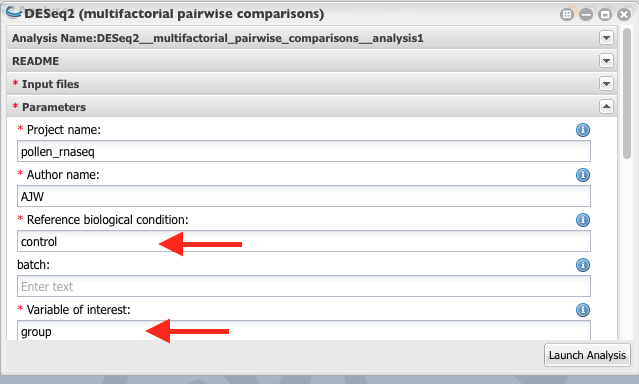 DESeq2 (multifactorial pairwise comparisons)
Analysis Name:DESeq2__multifactorial_pairwise_comparisons__analysis1
README
* Input files
* Parameters
* Project name:
pollen_rnaseq
* Author name:
AJW
* Reference biological condition:
control
batch:
Enter text
* Variable of interest:
group
Launch Analysis